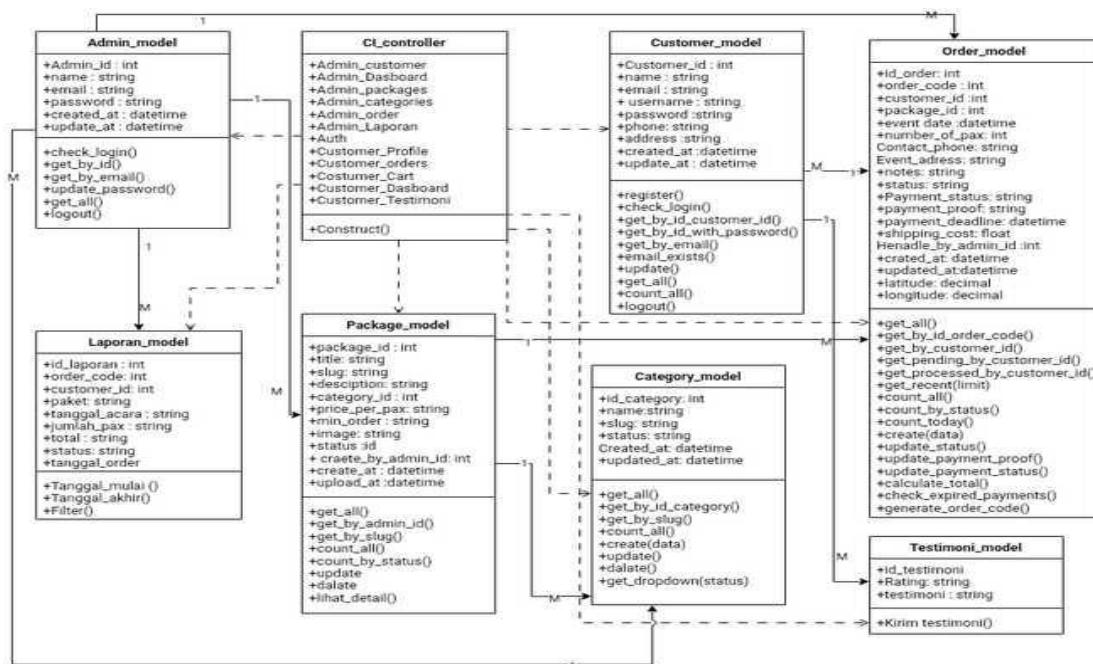 1
M
Admin_model
+Admin_id : int
+name : string
+email : string
+password : string
+created_at : datetime
+update_at : datetime
+check_login()
+get_by_id()
+get_by_email()
+update_password()
+get_all()
+logout()
CI_controller
+Admin_customer
+Admin_Dasboard
+Admin_packages
+Admin_categories
+Admin_order
+Admin_Laporan
+Auth
+Customer_Profile
+Customer_orders
+Costumer_Cart
+Customer_Dasboard
+Customer_Testimoni
+Construct()
Customer_model
+Customer_id : int
+name : string
+email : string
+ username : string
+password :string
+phone: string
+address :string
+created_at :datetime
+update_at : datetime
+register()
+check_login()
+get_by_id_customer_id()
+get_by_id_with_password()
+get_by_email()
+email_exists()
+update()
+get_all()
+count_all()
+logout()
Order_model
+id_order: int
+order_code : int
+customer_id : int
+package_id : int
+event date :datetime
+number_of_pax: int
Contact_phone: string
Event_adress: string
+notes: string
+status: string
+Payment_status: string
+payment_proof: string
+payment_deadline: datetime
+shipping_cost: float
Henadle_by_admin_id :int
+crated_at: datetime
+updated_at:datetime
+latitude: decimal
+longitude: decimal
+get_all()
+get_by_id_order_code()
+get_by_customer_id()
+get_pending_by_customer_id()
+get_processed_by_customer_id()
+get_recent(limit)
+count_all()
+count_by_status()
+count_today()
+create(data)
+update_status()
+update_payment_proof()
+update_payment_status()
+calculate_total()
+check_expired_payments()
+generate_order_code()
1
M
M
1
1
M
M
Laporan_model
+id_laporan : int
+order_code: int
+customer_id: int
+paket: string
+tanggal_acara : string
+jumlah_pax : string
+total : string
+status: string
+tanggal_order
+Tanggal_mulai ()
+Tanggal_akhir()
+Filter()
Package_model
+package_id : int
+title: string
+slug: string
+desciption: string
+category_id : int
+price_per_pax: string
+min_order : string
+image: string
+status :id
+ craete_by_admin_id: int
+create_at : datetime
+upload_at :datetime
+get_all()
+get_by_admin_id()
+get_by_slug()
+count_all()
+count_by_status()
+update
+dalate
+lihat_detail()
1
M
1
M
Category_model
+id_category: int
+name:string
+slug: string
+status: string
Created_at: datetime
+updated_at: datetime
+get_all()
+get_by_id_category()
+get_by_slug()
+count_all()
+create(data)
+update()
+dalate()
+get_dropdown(status)
M
Testimoni_model
+id_testimoni
+Rating: string
+testimoni : string
+Kirim testimoni()